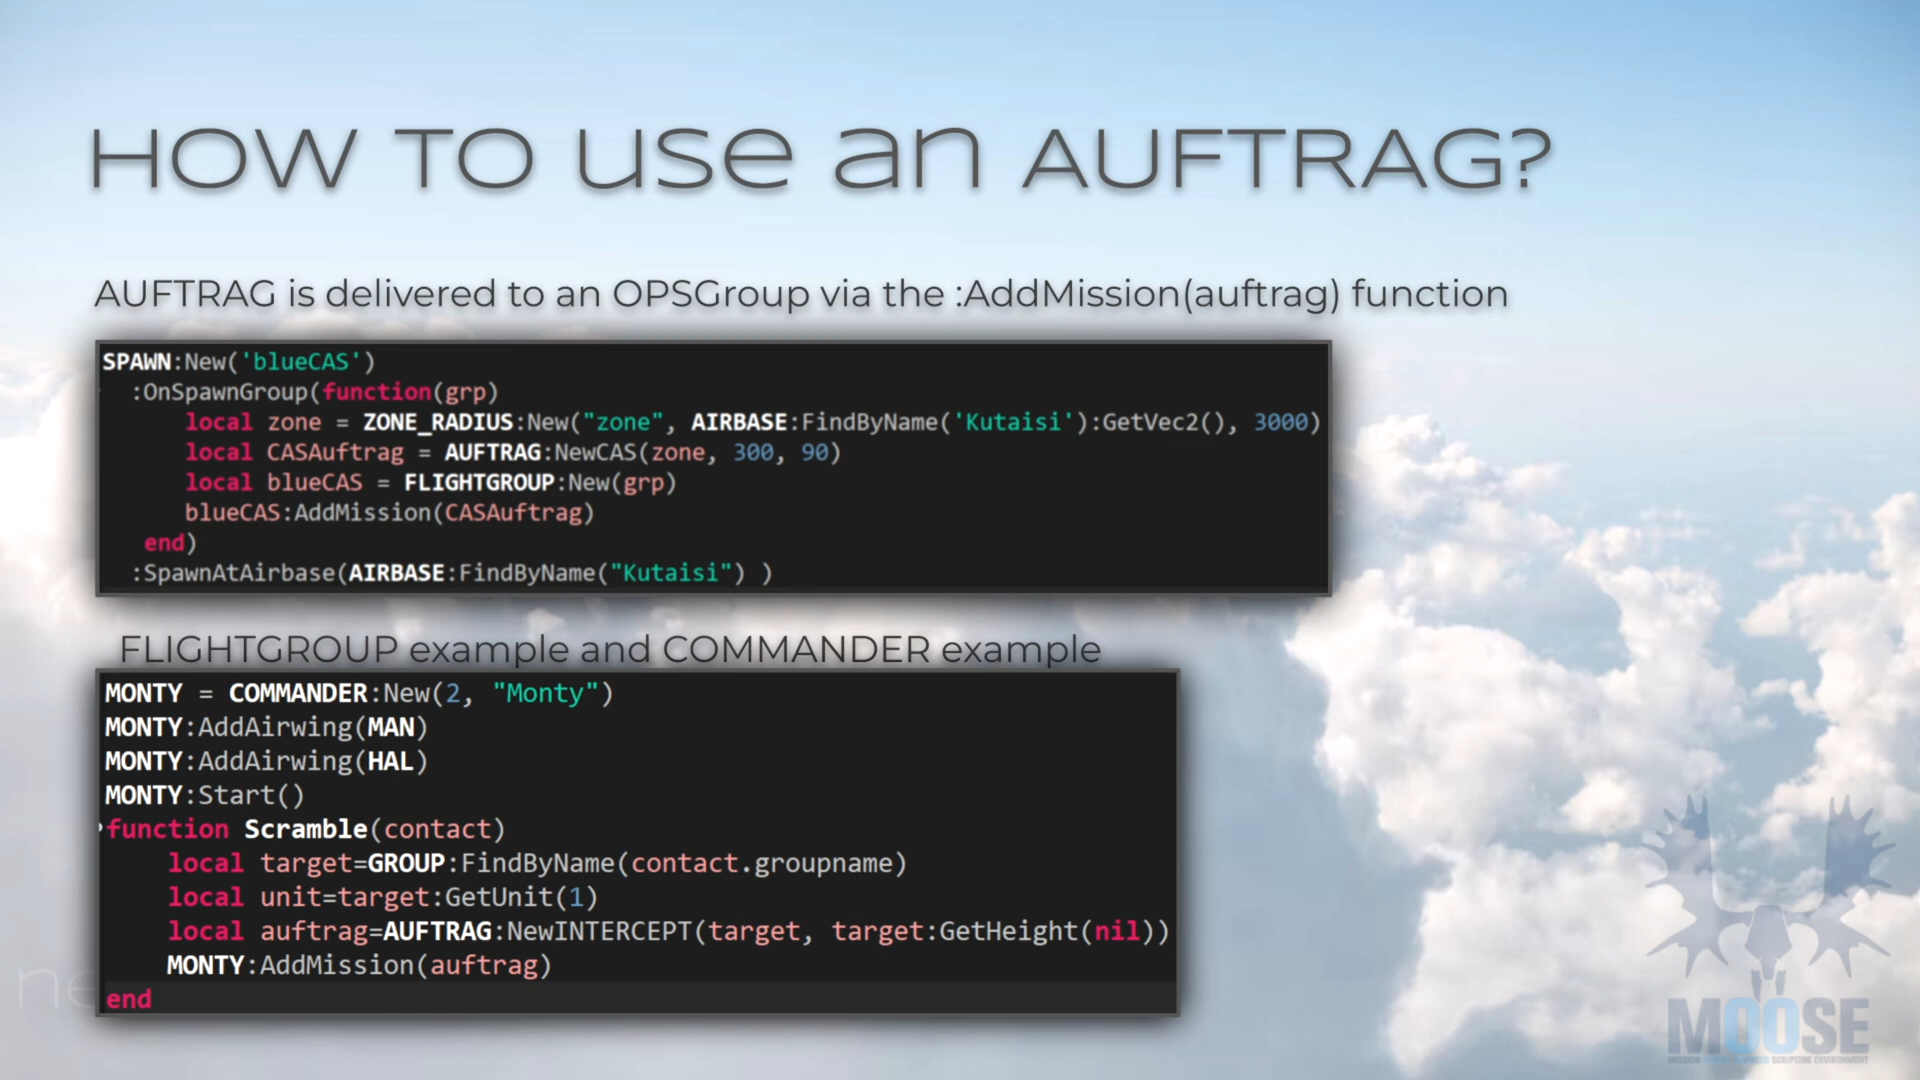 HOW TO use an AUFTRAG?
AUFTRAG is delivered to an OPSGroup via the :AddMission(auftrag) function
SPAWN:New('blueCAS')
:OnSpawnGroup(function(grp)
local zone = ZONE_RADIUS:New("zone", AIRBASE:FindByName('Kutaisi'):GetVec2(), 3000)
local CASAuftrag = AUFTRAG:NewCAS(zone, 300, 90)
local blueCAS = FLIGHTGROUP:New(grp)
blueCAS:AddMission(CASAuftrag)
end)
:SpawnAtAirbase(AIRBASE:FindByName("Kutaisi") )
FLIGHTGROUP example and COMMANDER example
MONTY = COMMANDER:New(2, "Monty")
MONTY:AddAirwing(MAN)
MONTY:AddAirwing(HAL)
MONTY:Start()
function Scramble(contact)
local target=GROUP:FindByName(contact.groupname)
local unit=target:GetUnit(1)
local auftrag=AUFTRAG:NewINTERCEPT(target, target:GetHeight(nil))
MONTY:AddMission(auftrag)
end
MOOSE